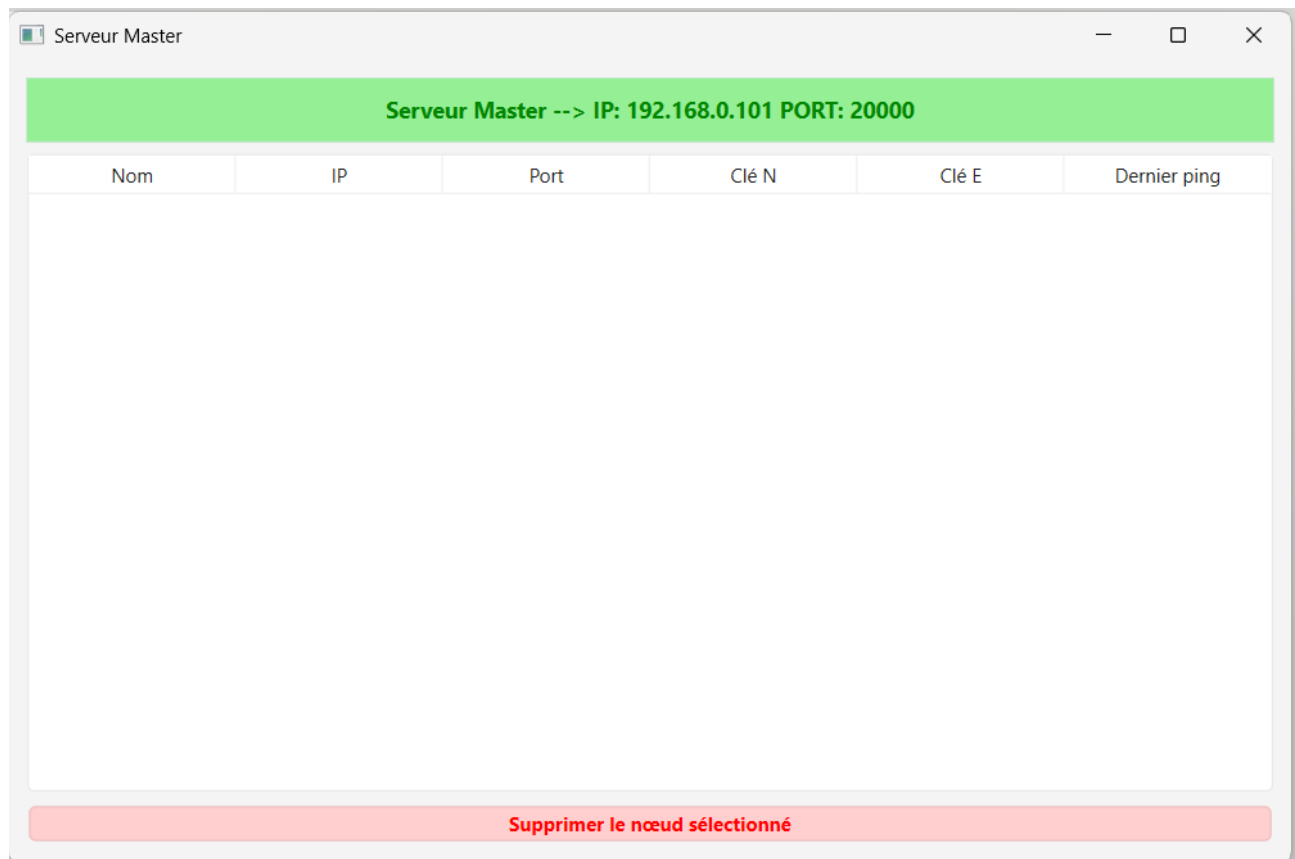 Serveur Master
Serveur Master --> IP: 192.168.0.101 PORT: 20000
Nom IP Port Clé N Clé E Dernier ping
Supprimer le nœud sélectionné